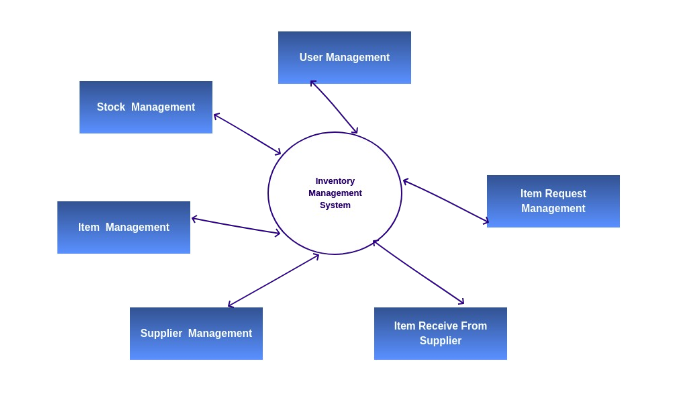 User Management
Stock  Management
Inventory
Management
System
Item Request
Management
Item  Management
Supplier  Management
Item Receive From
Supplier